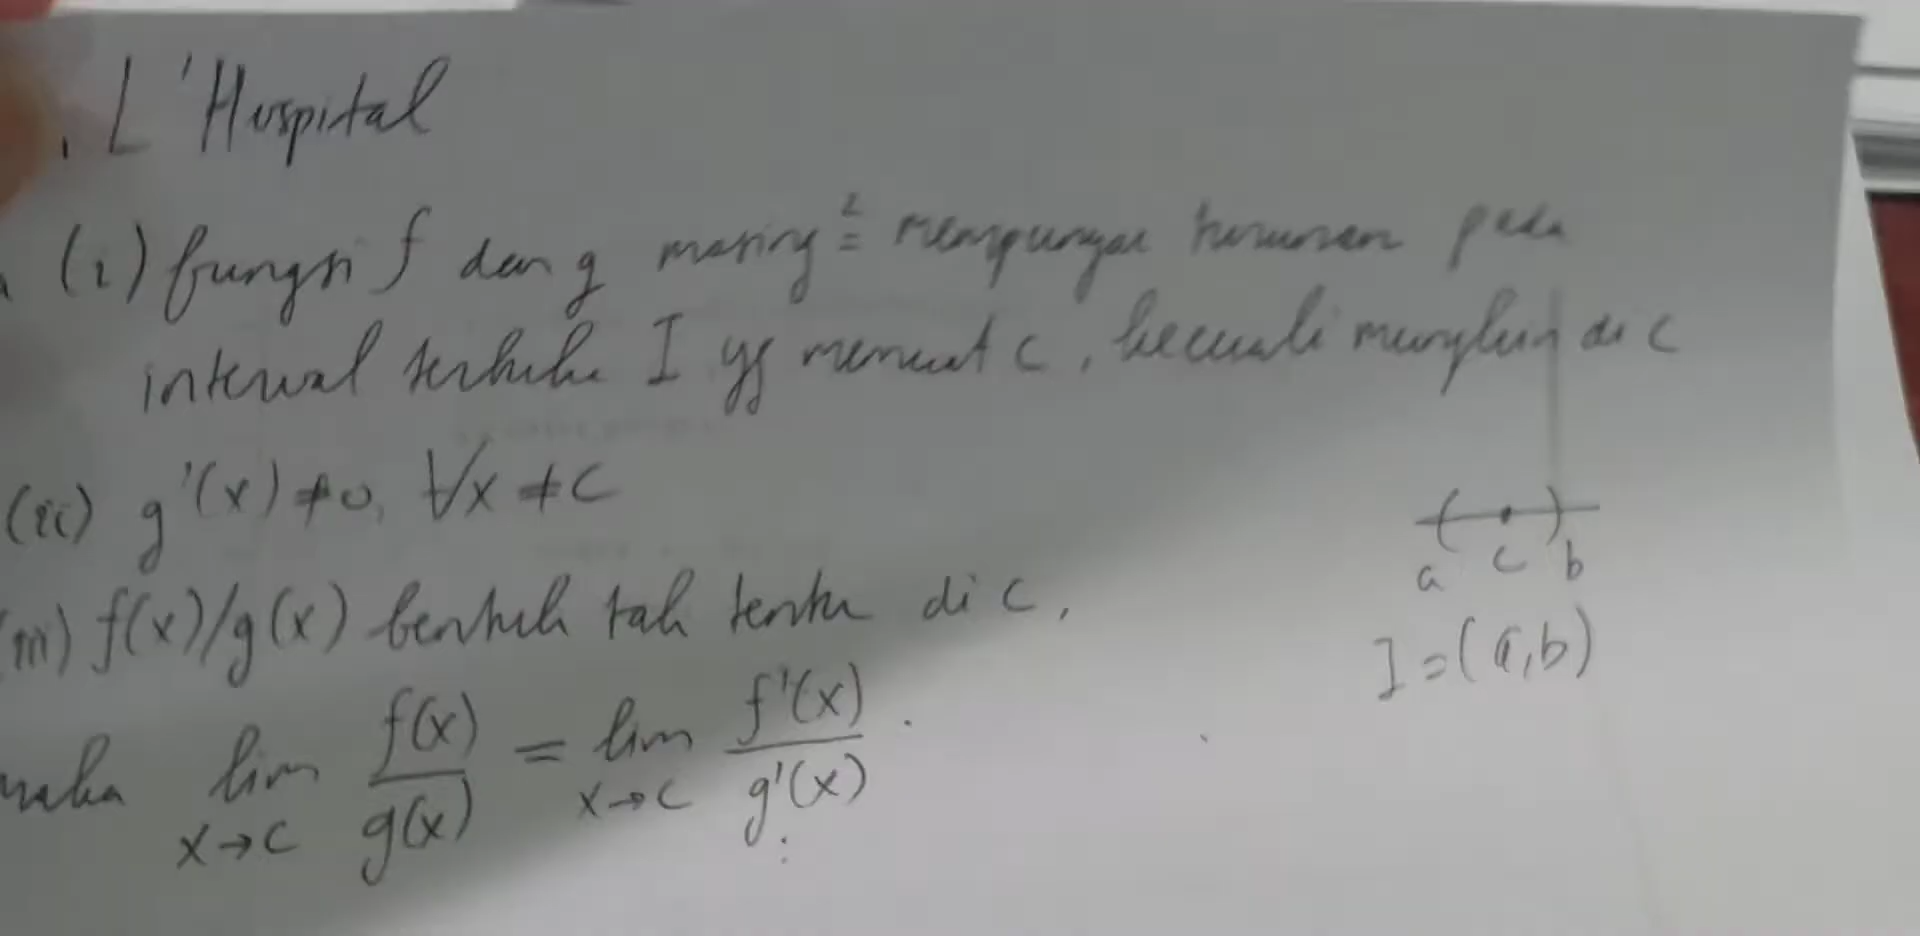 L'Hospital
(i) fungsi f dan g masing² mempunyai turunan pada
interval terbuka I yg memuat c, kecuali mungkin di c
(ii) g'(x) ≠ 0, ∀x ≠ c
(iii) f(x)/g(x) bentuk tak tentu di c,
maka lim x→c f(x)/g(x) = lim x→c f'(x)/g'(x).
a c b
I = (a,b)